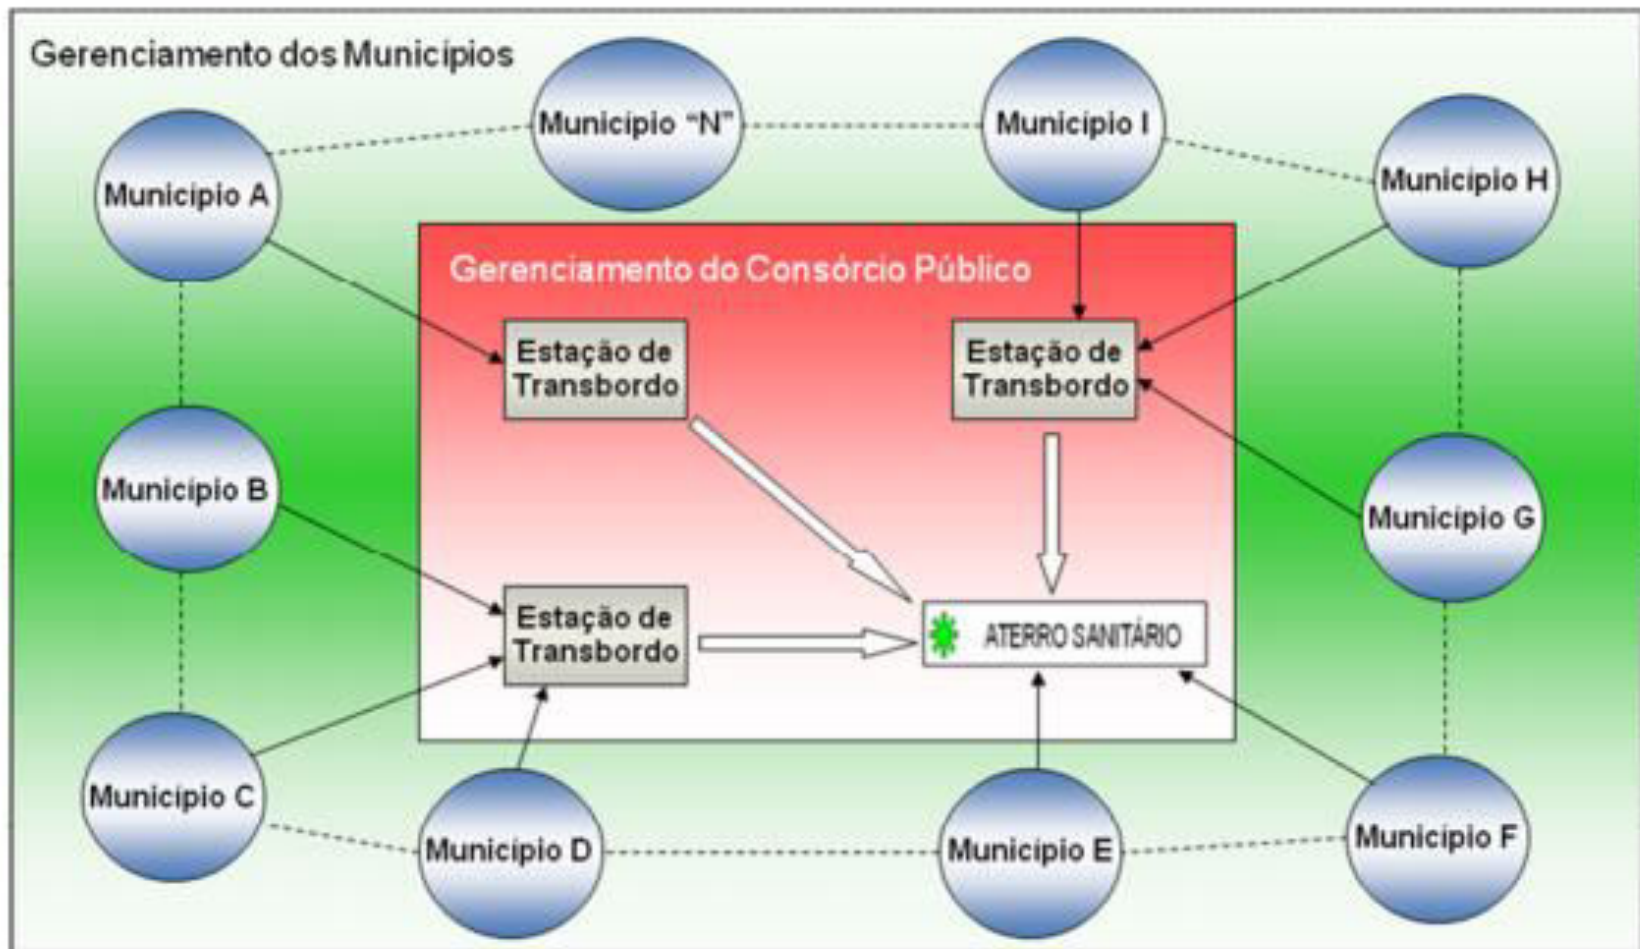 Gerenciamento dos Municípios
Município "N"
Município I
Município A
Município H
Gerenciamento do Consórcio Público
Estação de
Transbordo
Estação de
Transbordo
Município B
Município G
Estação de
Transbordo
ATERRO SANITÁRIO
Município C
Município D
Município E
Município F